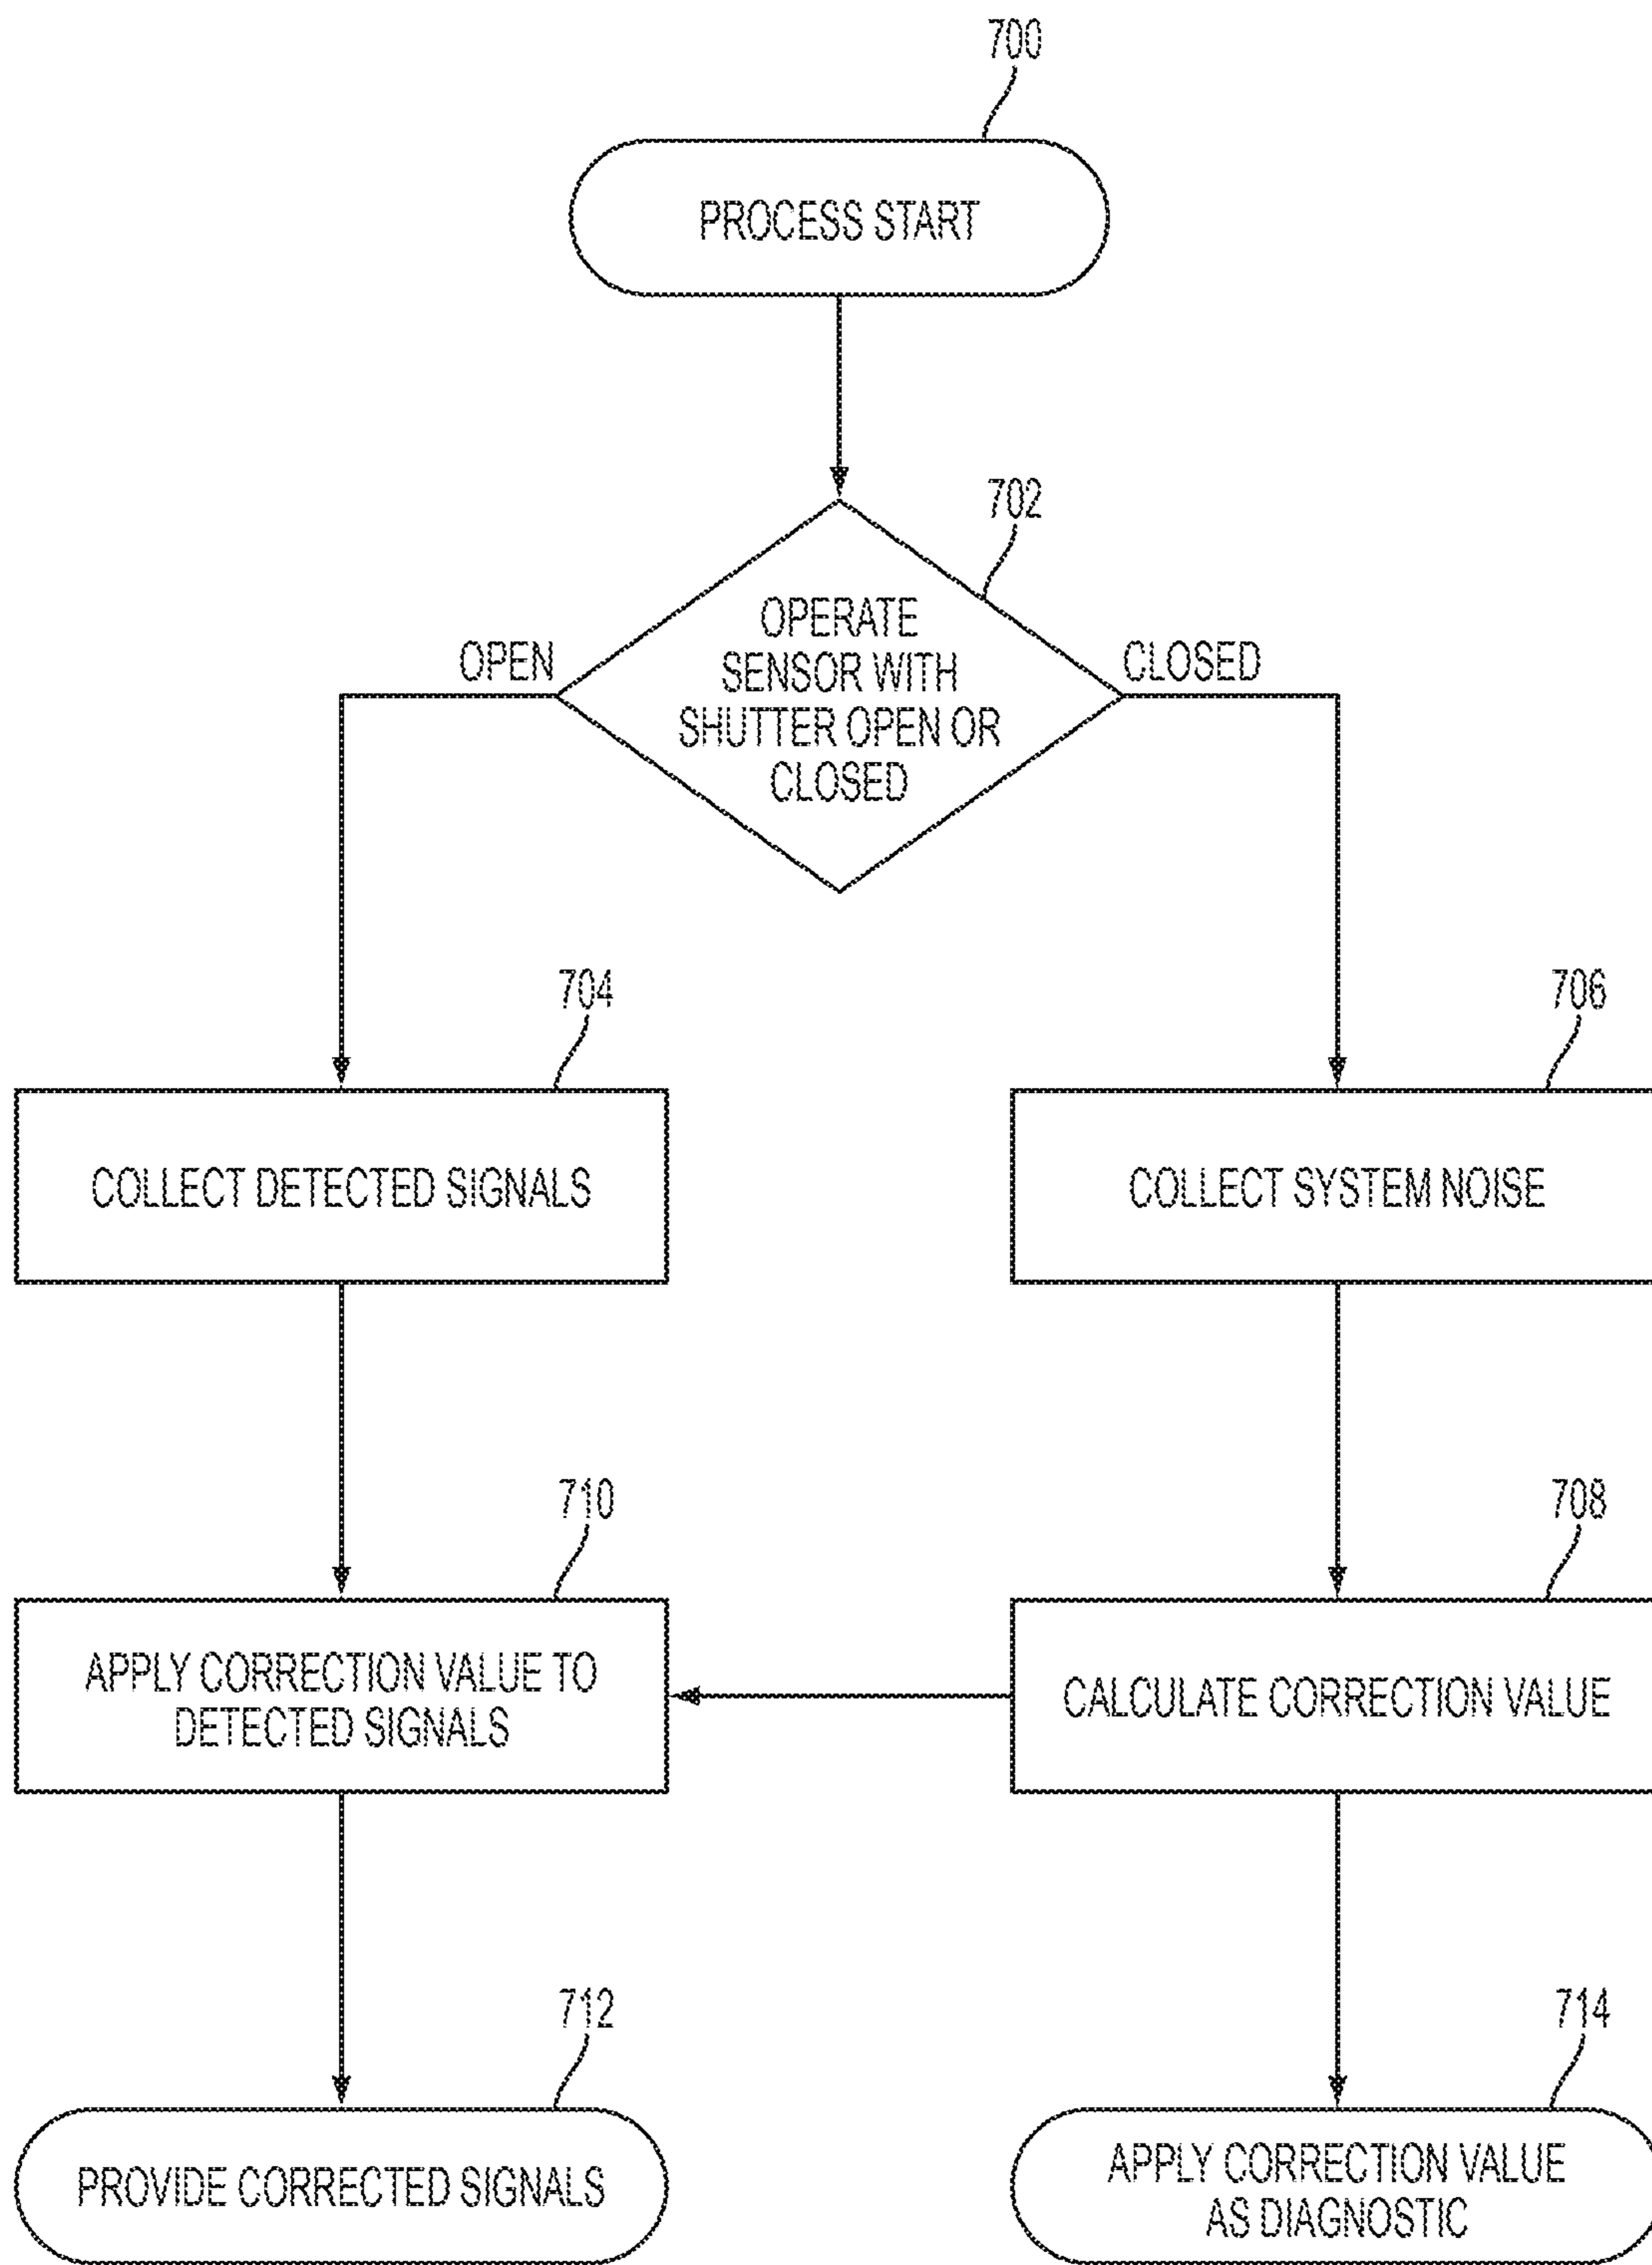 700
PROCESS START
702
OPERATE
SENSOR WITH
SHUTTER OPEN OR
CLOSED
OPEN
CLOSED
704
COLLECT DETECTED SIGNALS
706
COLLECT SYSTEM NOISE
710
APPLY CORRECTION VALUE TO
DETECTED SIGNALS
708
CALCULATE CORRECTION VALUE
712
PROVIDE CORRECTED SIGNALS
714
APPLY CORRECTION VALUE
AS DIAGNOSTIC